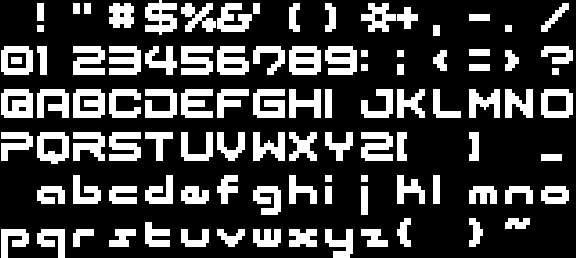 ! " # $ % & ' ( ) * + , - . /
0 1 2 3 4 5 6 7 8 9 : ; < = > ?
@ A B C D E F G H I J K L M N O
P Q R S T U V W X Y Z [ ] _
a b c d e f g h i j k l m n o
p q r s t u v w x y z { } ~